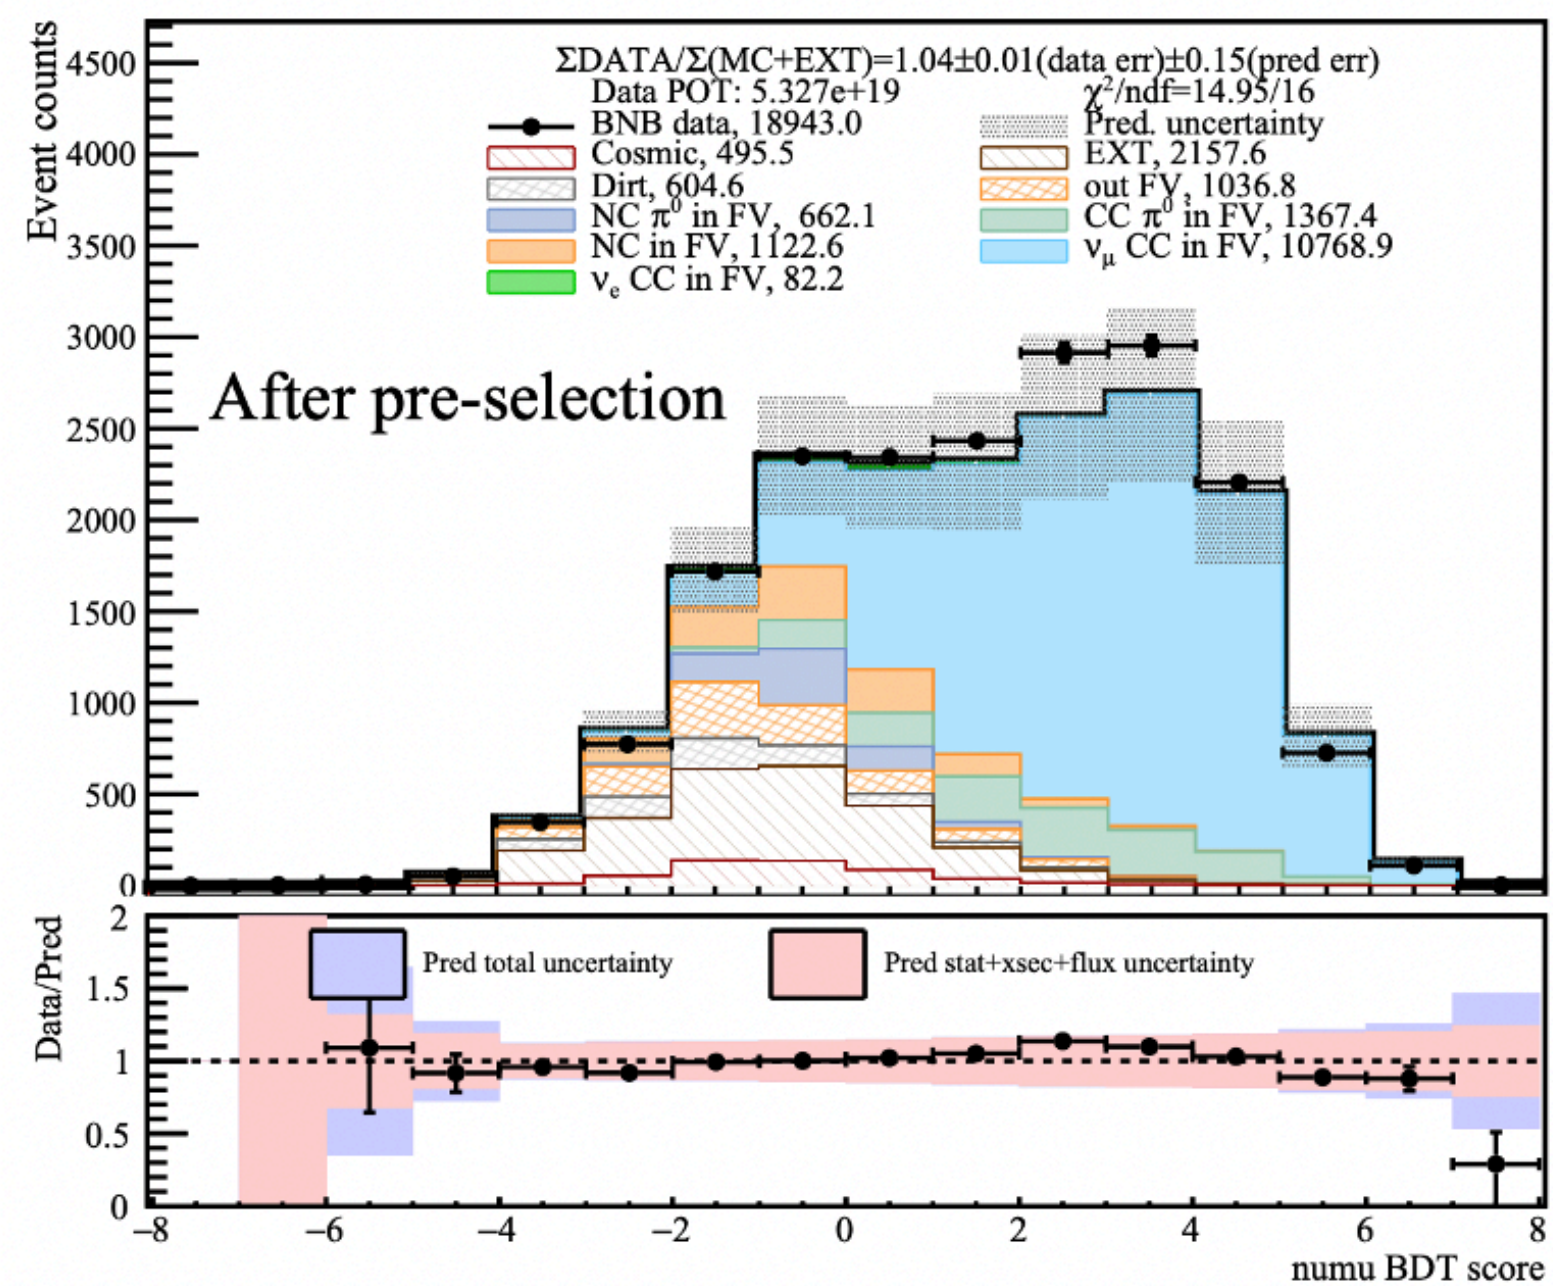 ΣDATA/Σ(MC+EXT)=1.04±0.01(data err)±0.15(pred err)
Data POT: 5.327e+19 χ²/ndf=14.95/16
BNB data, 18943.0 Pred. uncertainty
Cosmic, 495.5 EXT, 2157.6
Dirt, 604.6 out FV, 1036.8
NC π⁰ in FV, 662.1 CC π⁰ in FV, 1367.4
NC in FV, 1122.6 νμ CC in FV, 10768.9
νe CC in FV, 82.2
After pre-selection
Event counts
4500
4000
3500
3000
2500
2000
1500
1000
500
0
Data/Pred
2
1.5
1
0.5
0
Pred total uncertainty Pred stat+xsec+flux uncertainty
−8 −6 −4 −2 0 2 4 6 8
numu BDT score